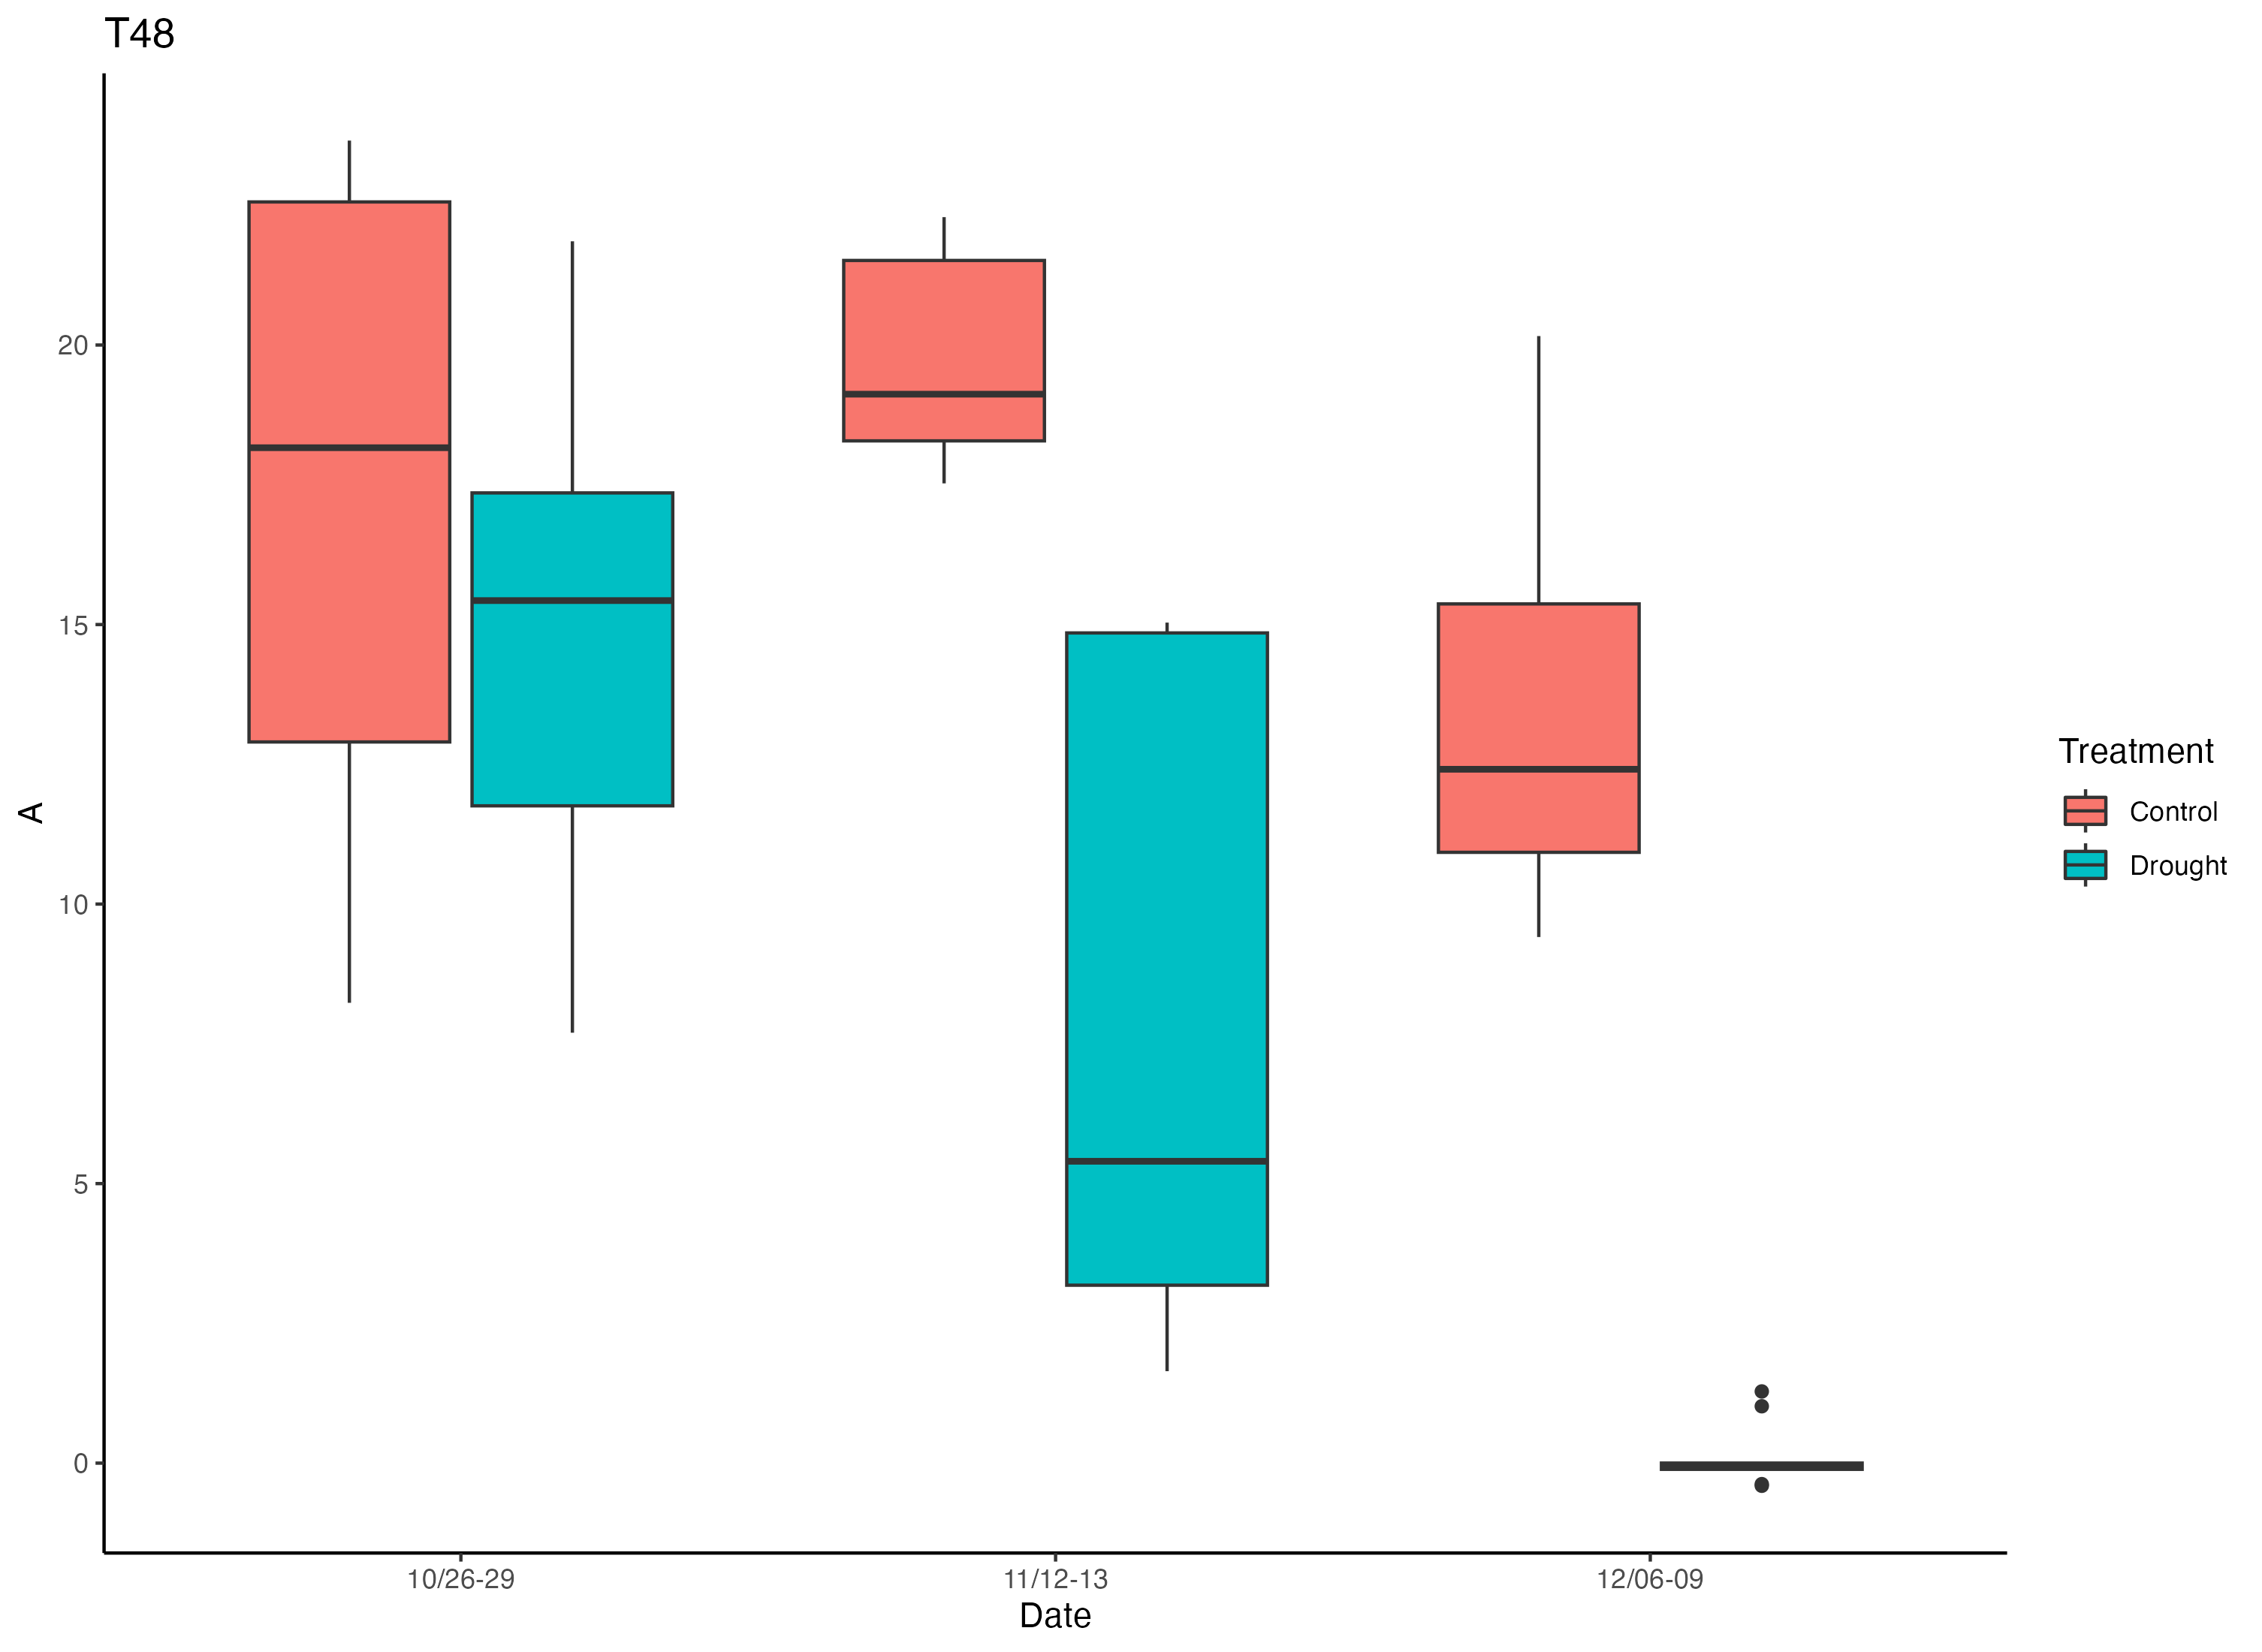 T48
20
15
10
5
0
A
10/26-29
11/12-13
12/06-09
Date
Treatment
Control
Drought